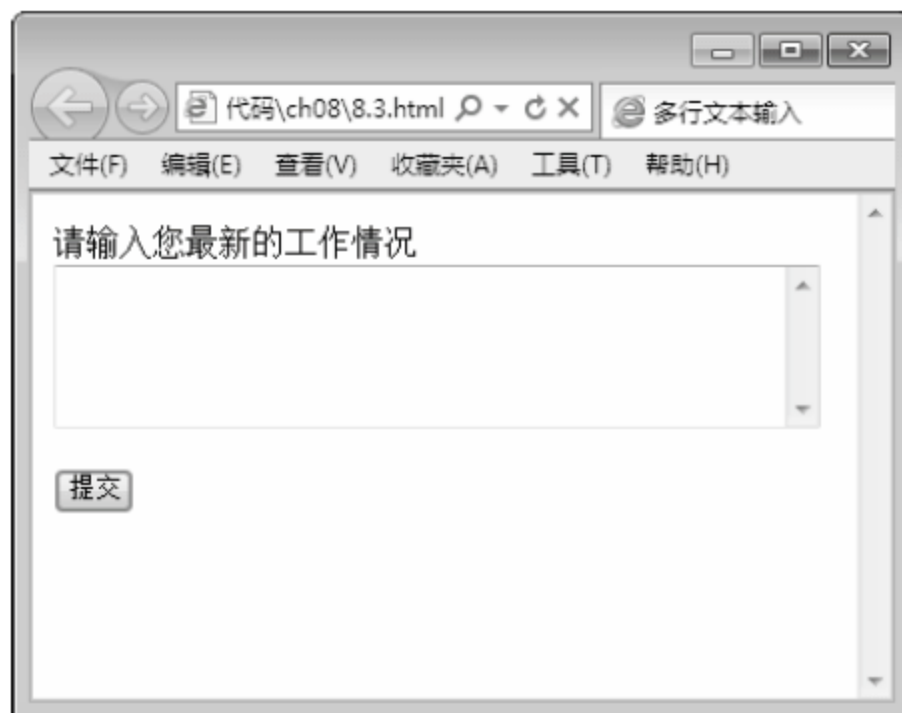 代码\ch08\8.3.html 多行文本输入
文件(F) 编辑(E) 查看(V) 收藏夹(A) 工具(T) 帮助(H)
请输入您最新的工作情况
提交